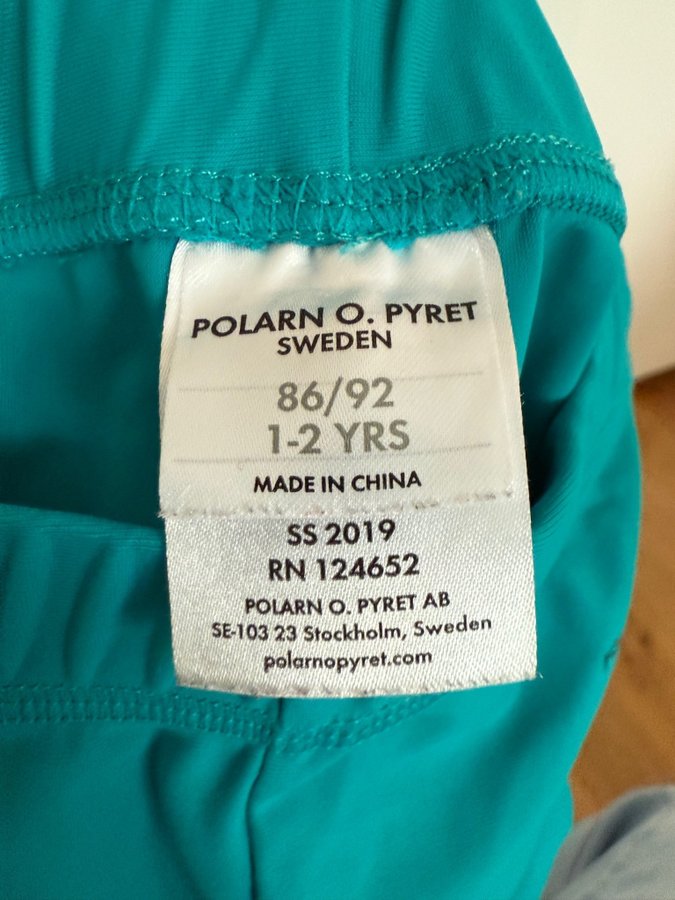 POLARN O. PYRET
SWEDEN
86/92
1-2 YRS
MADE IN CHINA
SS 2019
RN 124652
POLARN O. PYRET AB
SE-103 23 Stockholm, Sweden
polarnopyret.com